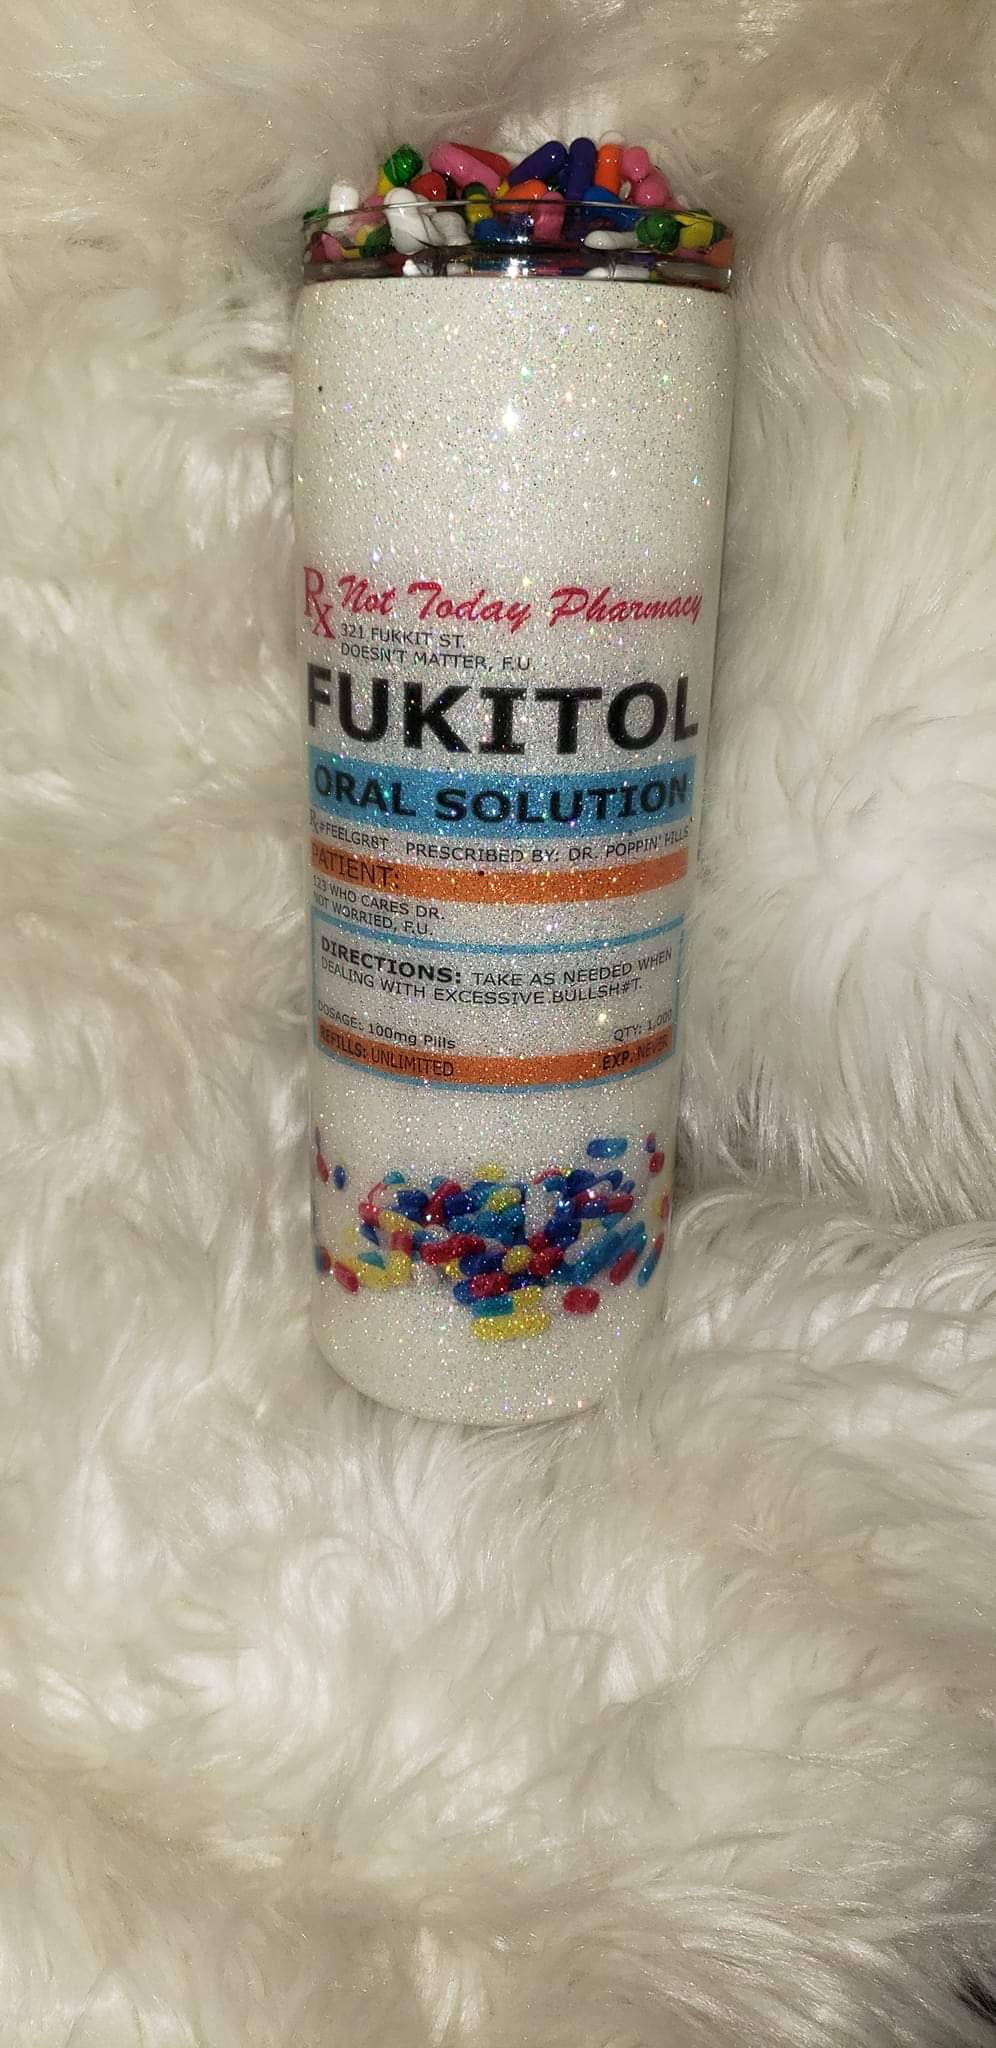 Rx Not Today Pharmacy
321 FUKKIT ST.
DOESN'T MATTER, F.U.
FUKITOL
ORAL SOLUTION
Rx#FEELGR8T PRESCRIBED BY: DR. POPPIN' PILLS
PATIENT:
123 WHO CARES DR.
NOT WORRIED, F.U.
DIRECTIONS: TAKE AS NEEDED WHEN
DEALING WITH EXCESSIVE BULLSH#T.
DOSAGE: 100mg Pills QTY: 1,000
REFILLS: UNLIMITED EXP. NEVER